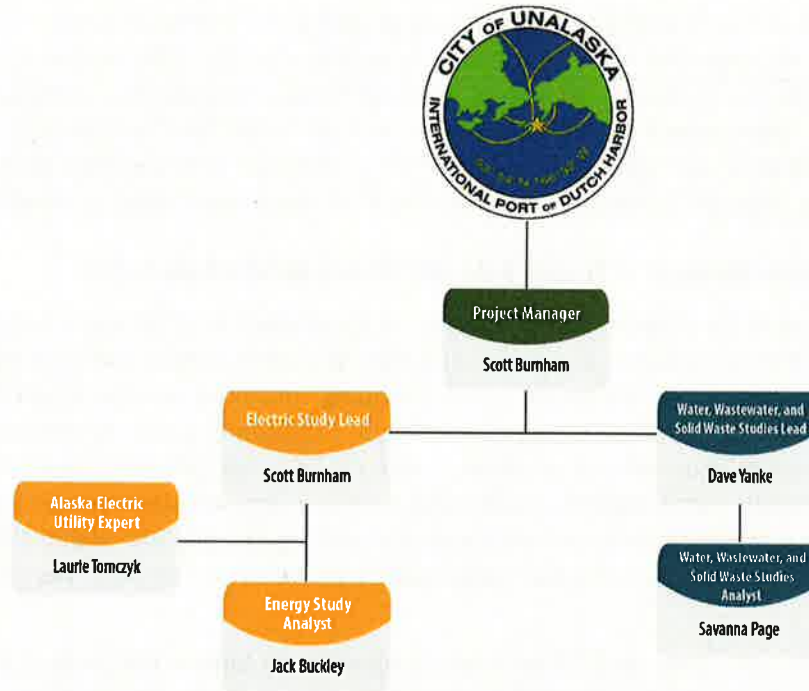 CITY OF UNALASKA
INTERNATIONAL PORT OF DUTCH HARBOR
Project Manager
Scott Burnham
Electric Study Lead
Scott Burnham
Water, Wastewater, and
Solid Waste Studies Lead
Dave Yanke
Alaska Electric
Utility Expert
Laurie Tomczyk
Energy Study
Analyst
Jack Buckley
Water, Wastewater, and
Solid Waste Studies
Analyst
Savanna Page